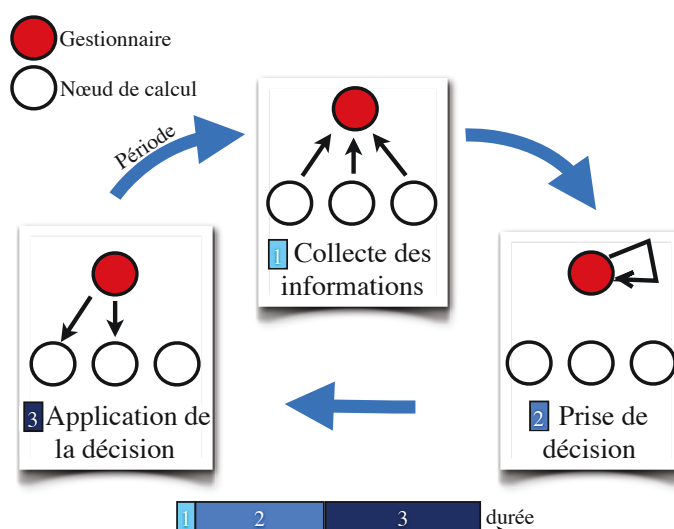 Gestionnaire
Nœud de calcul
Période
1 Collecte des
informations
3 Application de
la décision
2 Prise de
décision
1 2 3 durée